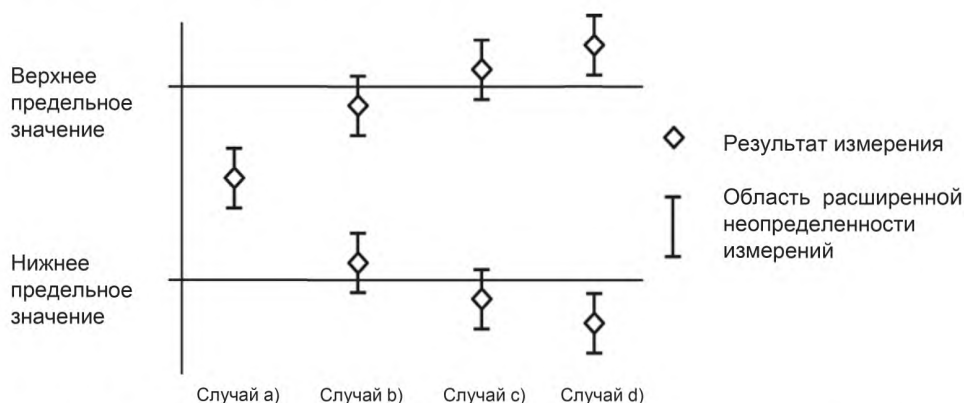 Верхнее
предельное
значение
Результат измерения
Область расширенной
неопределенности
измерений
Нижнее
предельное
значение
Случай a)
Случай b)
Случай c)
Случай d)